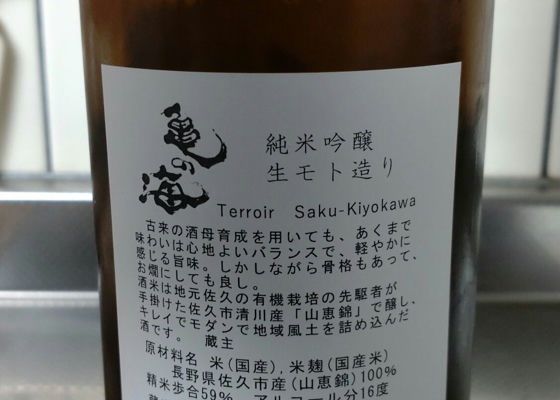 亀の海
純米吟醸
生モト造り
Terroir Saku-Kiyokawa
古来の酒母育成を用いても、あくまで
味わいは心地よいバランスで、軽やかに
感じる旨味。しかしながら骨格もあって、
お燗にしても良し。
酒米は地元佐久の有機栽培の先駆者が
手掛けた佐久市清川産「山恵錦」で醸し、
キレイでモダンで地域風土を詰め込んだ
酒です。 蔵主
原材料名 米(国産), 米麹(国産米)
長野県佐久市産(山恵錦)100%
精米歩合59% アルコール分16度